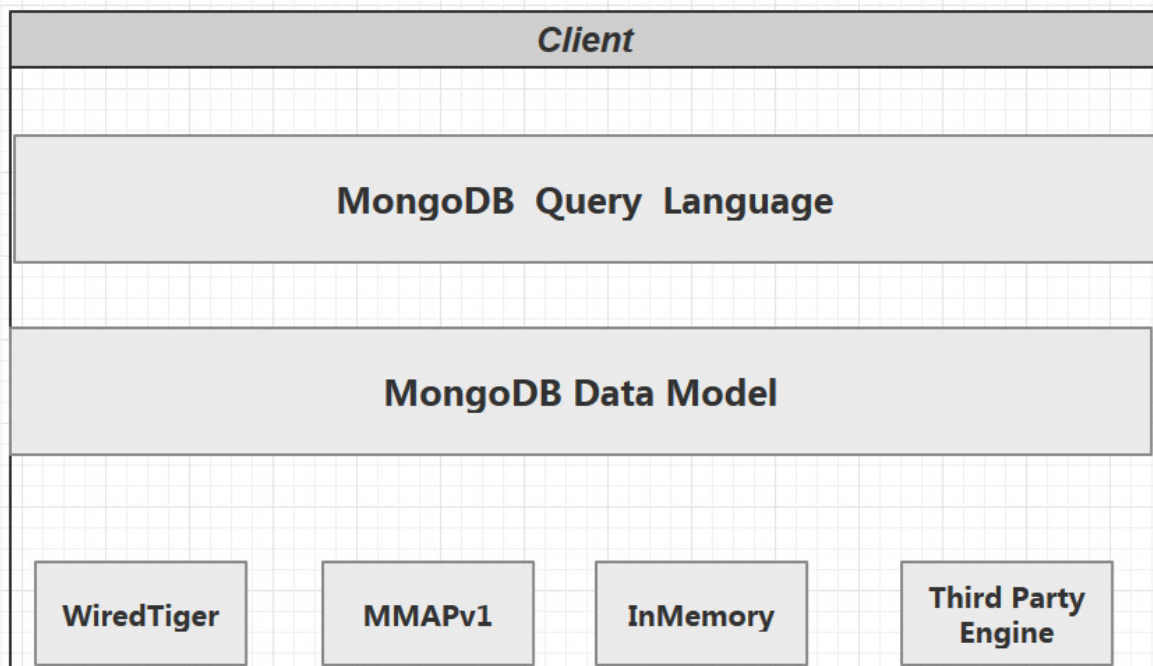 Client
MongoDB Query Language
MongoDB Data Model
WiredTiger
MMAPv1
InMemory
Third Party
Engine